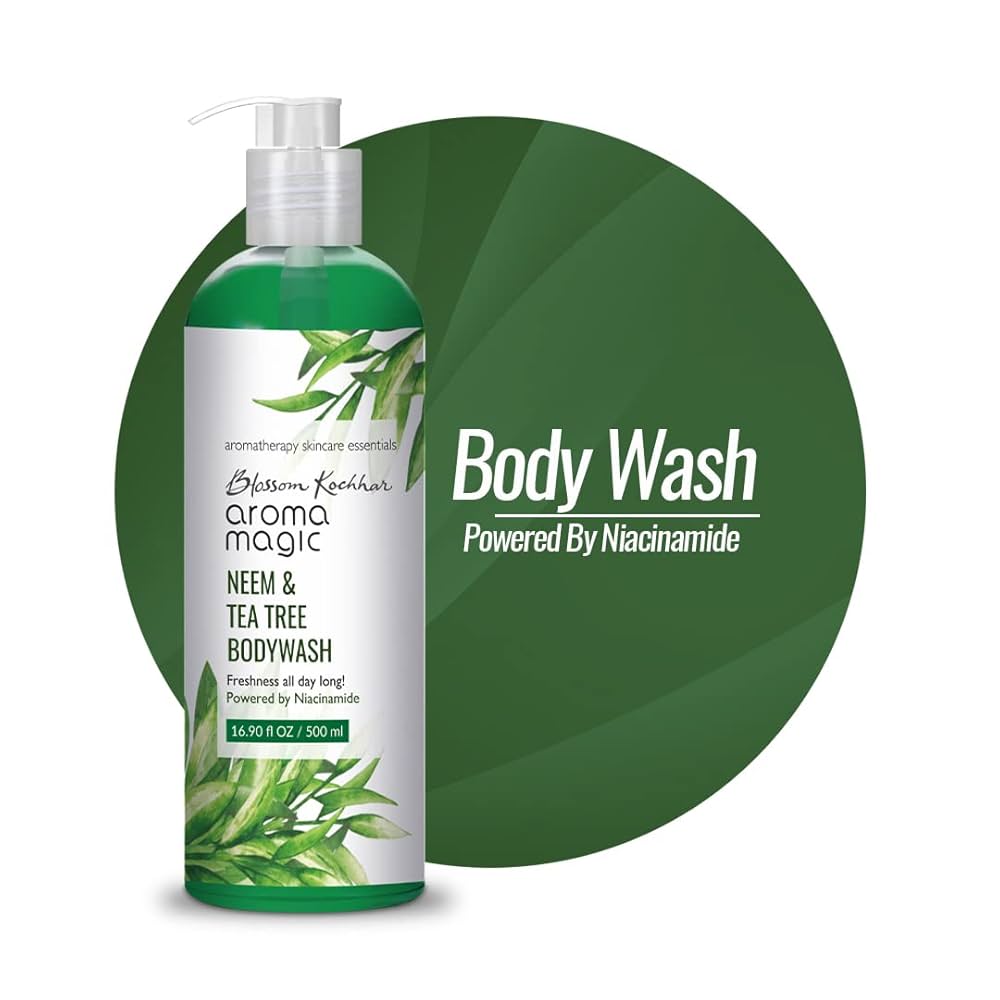 aromatherapy skincare essentials
Blossom Kochhar
aroma
magic
NEEM &
TEA TREE
BODYWASH
Freshness all day long!
Powered by Niacinamide
16.90 fl OZ / 500 ml
Body Wash
Powered By Niacinamide